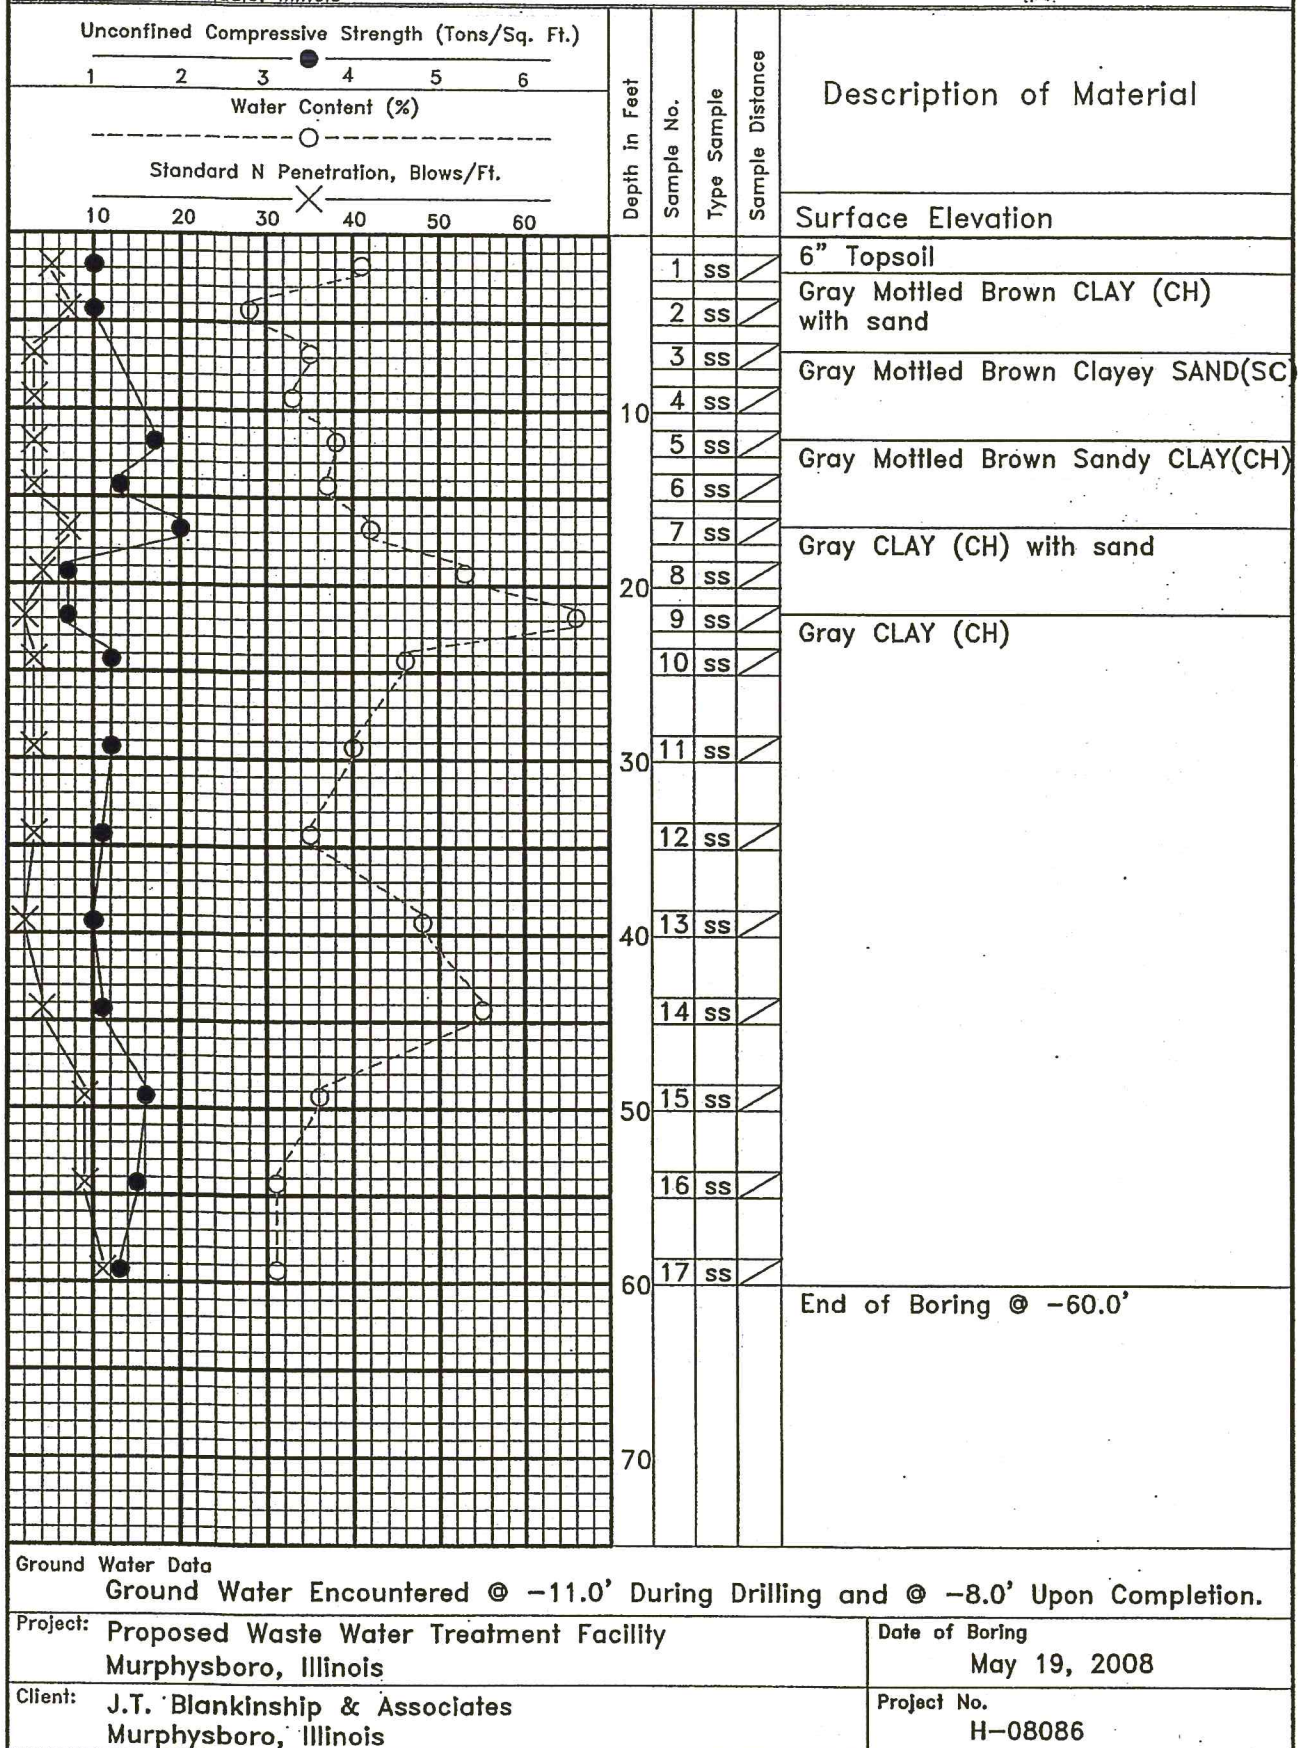 Unconfined Compressive Strength (Tons/Sq. Ft.)
1 2 3 4 5 6
Water Content (%)
Standard N Penetration, Blows/Ft.
10 20 30 40 50 60
Depth in Feet
Sample No.
Type Sample
Sample Distance
Description of Material
Surface Elevation
1 SS
6" Topsoil
Gray Mottled Brown CLAY (CH)
2 SS
with sand
3 SS
Gray Mottled Brown Clayey SAND(SC)
10 4 SS
5 SS
Gray Mottled Brown Sandy CLAY(CH)
6 SS
7 SS
Gray CLAY (CH) with sand
20 8 SS
9 SS
Gray CLAY (CH)
10 SS
30 11 SS
12 SS
40 13 SS
14 SS
50 15 SS
16 SS
60 17 SS
End of Boring @ -60.0'
70
Ground Water Data
Ground Water Encountered @ -11.0' During Drilling and @ -8.0' Upon Completion.
Project: Proposed Waste Water Treatment Facility
Murphysboro, Illinois
Date of Boring
May 19, 2008
Client: J.T. Blankinship & Associates
Murphysboro, Illinois
Project No.
H-08086